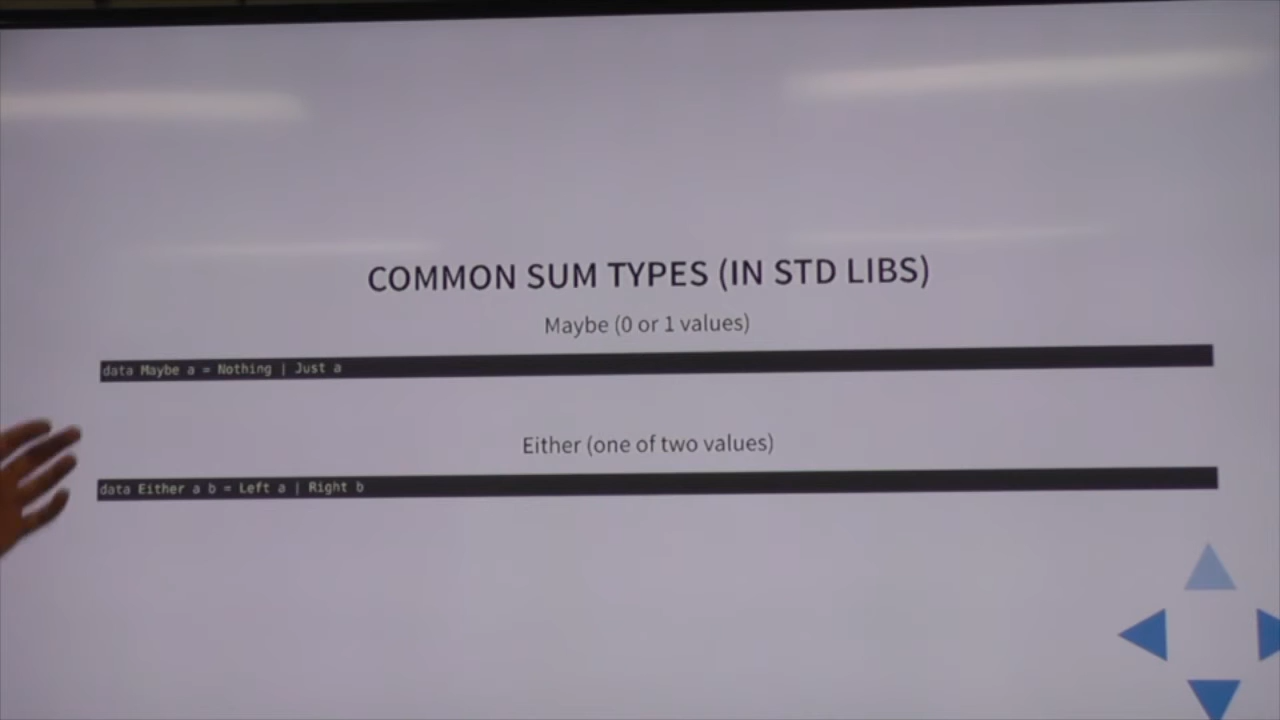 COMMON SUM TYPES (IN STD LIBS)
Maybe (0 or 1 values)
data Maybe a = Nothing | Just a
Either (one of two values)
data Either a b = Left a | Right b